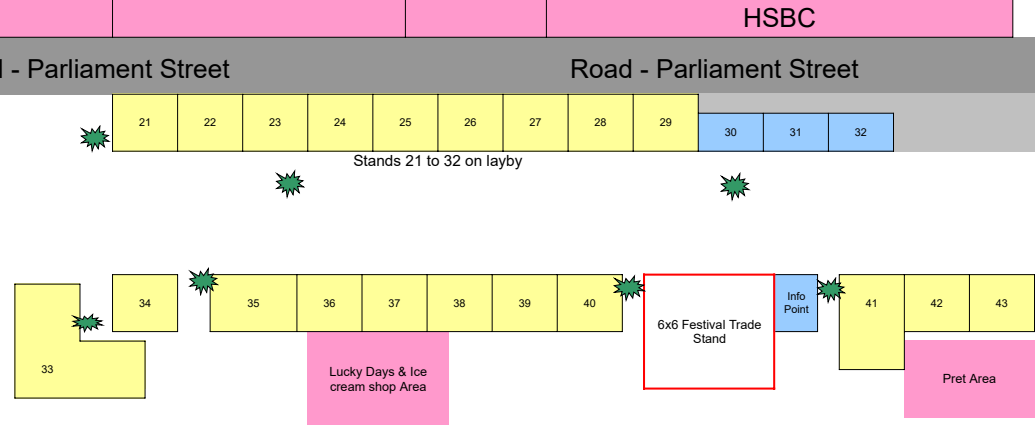 HSBC
l - Parliament Street
Road - Parliament Street
21 22 23 24 25 26 27 28 29 30 31 32
Stands 21 to 32 on layby
34 35 36 37 38 39 40
Info
Point
41 42 43
6x6 Festival Trade
Stand
33
Lucky Days & Ice
cream shop Area
Pret Area